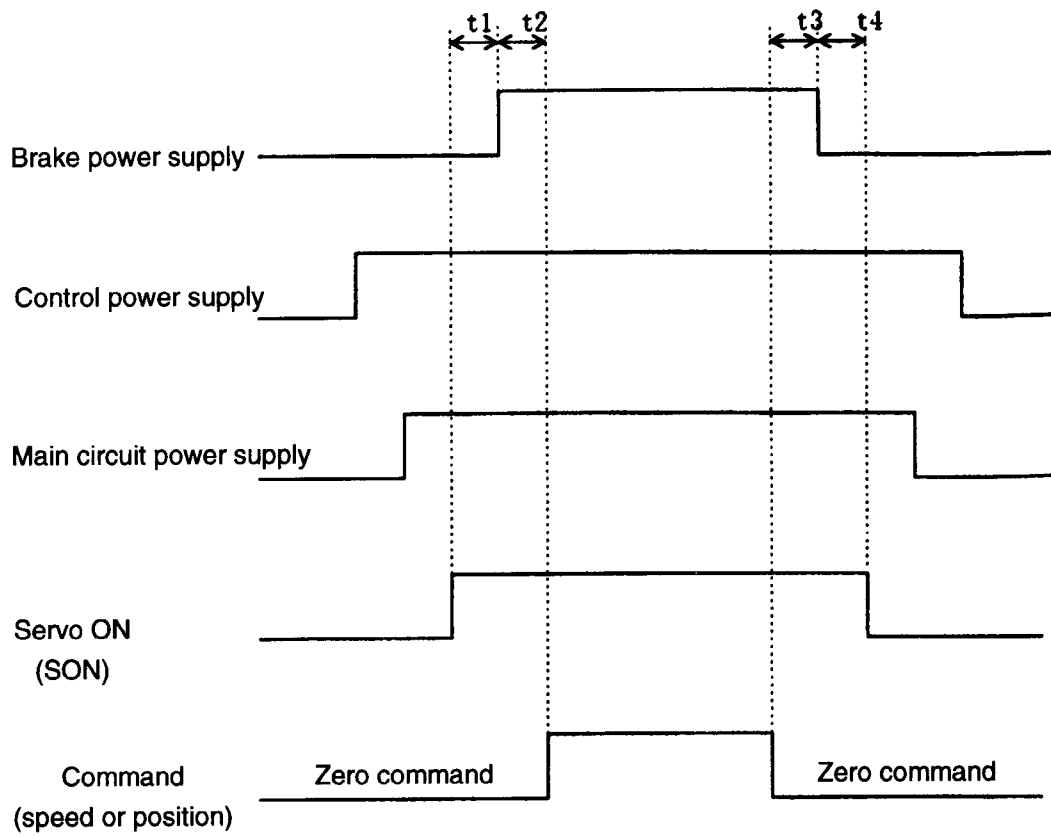 t1 t2 t3 t4
Brake power supply
Control power supply
Main circuit power supply
Servo ON
(SON)
Zero command Zero command
Command
(speed or position)